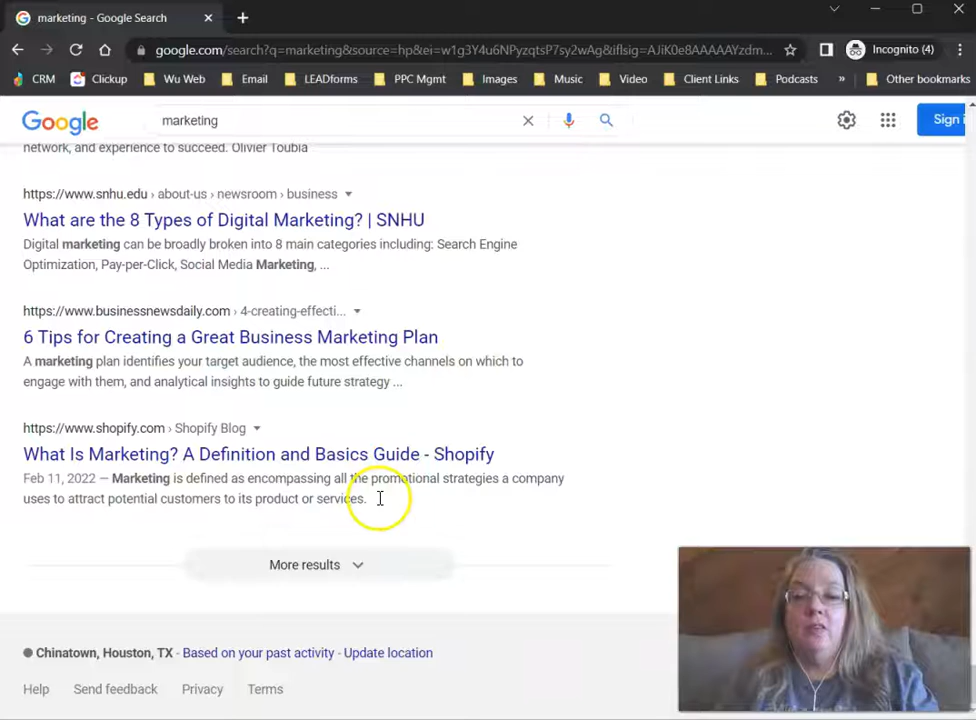 marketing - Google Search
google.com/search?q=marketing&source=hp&ei=w1g3Y4u6NPyzqtsP7sy2wAg&iflsig=AJiK0e8AAAAAYzdm...
Incognito (4)
CRM
Clickup
Wu Web
Email
LEADforms
PPC Mgmt
Images
Music
Video
Client Links
Podcasts
»
Other bookmarks
Google
marketing
Sign i
network, and experience to succeed. Olivier Toubia
https://www.snhu.edu › about-us › newsroom › business
What are the 8 Types of Digital Marketing? | SNHU
Digital marketing can be broadly broken into 8 main categories including: Search Engine
Optimization, Pay-per-Click, Social Media Marketing, ...
https://www.businessnewsdaily.com › 4-creating-effecti...
6 Tips for Creating a Great Business Marketing Plan
A marketing plan identifies your target audience, the most effective channels on which to
engage with them, and analytical insights to guide future strategy ...
https://www.shopify.com › Shopify Blog
What Is Marketing? A Definition and Basics Guide - Shopify
Feb 11, 2022 — Marketing is defined as encompassing all the promotional strategies a company
uses to attract potential customers to its product or services.
More results
Chinatown, Houston, TX - Based on your past activity - Update location
Help
Send feedback
Privacy
Terms